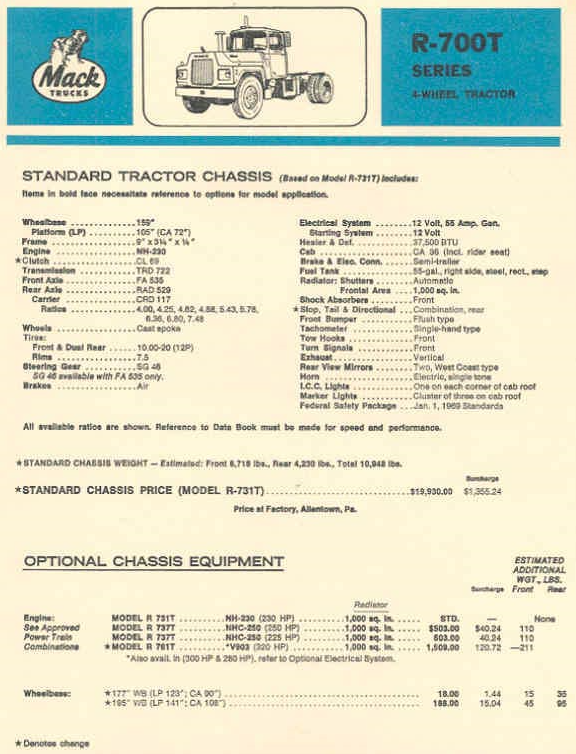 Mack
TRUCKS
R-700T
SERIES
4-WHEEL TRACTOR
STANDARD TRACTOR CHASSIS (Based on Model R-731T) Includes:
Items in bold face necessitate reference to options for model application.
Wheelbase ............159"
Platform (LP) ..........105" (CA 72")
Frame ................9" x 3¼" x ¼"
Engine ................NH-230
★Clutch ................CL 69
Transmission ..........TRD 722
Front Axle ............FA 535
Rear Axle ............RAD 529
Carrier ..............CRD 117
Ratios ..............4.00, 4.25, 4.62, 4.88, 5.43, 5.78,
6.36, 6.80, 7.48
Wheels ..............Cast spoke
Tires:
Front & Dual Rear ......10.00-20 (12P)
Rims ................7.5
Steering Gear ..........SG 46
SG 46 available with FA 535 only.
Brakes ................Air
Electrical System ........12 Volt, 55 Amp. Gen.
Starting System ........12 Volt
Heater & Def. ..........37,500 BTU
Cab ..................CA 96 (incl. rider seat)
Brake & Elec. Conn. ......Semi-trailer
Fuel Tank ..............55-gal., right side, steel, rect., step
Radiator: Shutters ........Automatic
Frontal Area ....1,000 sq. in.
Shock Absorbers ........Front
★Stop, Tail & Directional ...Combination, rear
Front Bumper ..........Flush type
Tachometer ............Single-hand type
Tow Hooks ............Front
Turn Signals ............Front
Exhaust ................Vertical
Rear View Mirrors ........Two, West Coast type
Horn ..................Electric, single tone
I.C.C. Lights ............One on each corner of cab roof
Marker Lights ..........Cluster of three on cab roof
Federal Safety Package ...Jan. 1, 1969 Standards
All available ratios are shown. Reference to Data Book must be made for speed and performance.
★STANDARD CHASSIS WEIGHT — Estimated: Front 6,718 lbs., Rear 4,230 lbs., Total 10,948 lbs.
Surcharge
★STANDARD CHASSIS PRICE (MODEL R-731T)..............................$19,930.00 $1,355.24
Price at Factory, Allentown, Pa.
OPTIONAL CHASSIS EQUIPMENT
ESTIMATED
ADDITIONAL
WGT., LBS.
Surcharge Front Rear
Radiator
Engine: MODEL R 731T ..........NH-230 (230 HP) ..............1,000 sq. in. ...... STD. — None
See Approved MODEL R 737T ..........NHC-250 (250 HP) ............1,000 sq. in. ...... $503.00 $40.24 110
Power Train MODEL R 737T ..........NHC-250 (225 HP) ............1,000 sq. in. ...... 503.00 40.24 110
Combinations ★MODEL R 761T ..........*V903 (320 HP) ..............1,000 sq. in. ...... 1,509.00 120.72 —211
*Also avail. in (300 HP & 280 HP), refer to Optional Electrical System.
Wheelbase: ★177" WB (LP 123"; CA 90") .............................. 18.00 1.44 15 35
★195" WB (LP 141"; CA 108") .............................. 188.00 15.04 45 95
★Denotes change